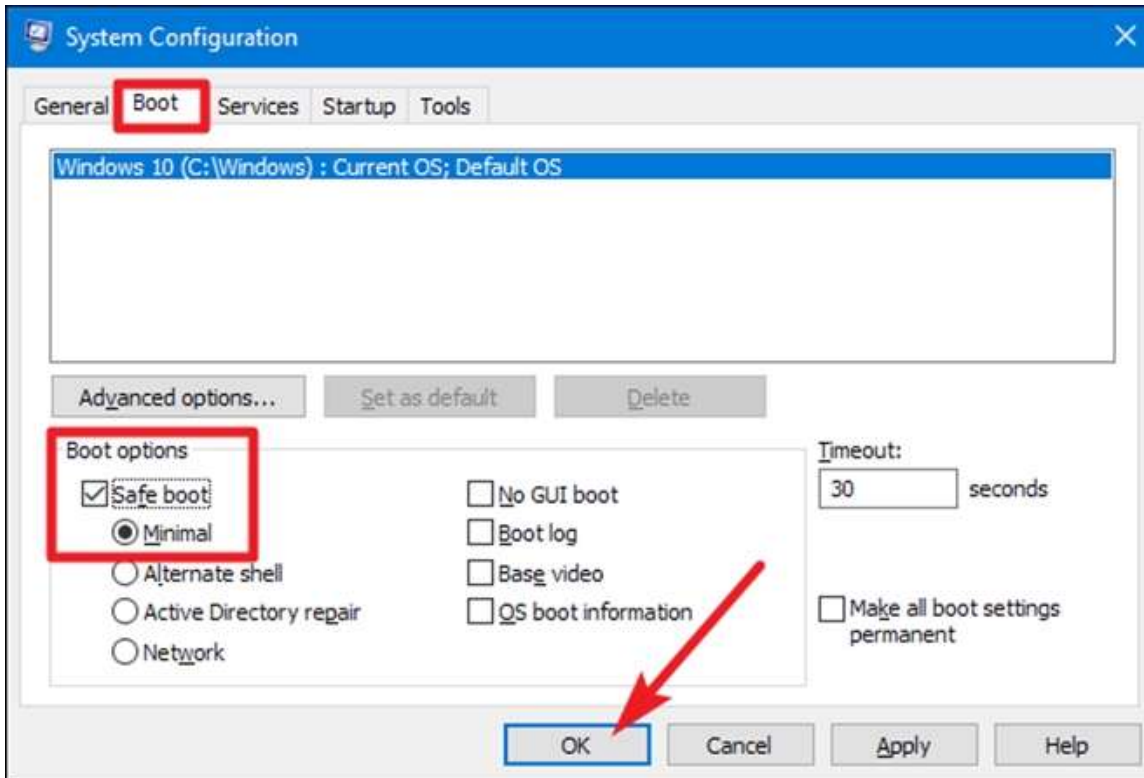 System Configuration
General Boot Services Startup Tools
Windows 10 (C:\Windows) : Current OS; Default OS
Advanced options... Set as default Delete
Boot options
Timeout:
Safe boot No GUI boot 30 seconds
Minimal Boot log
Alternate shell Base video
Active Directory repair OS boot information Make all boot settings
permanent
Network
OK Cancel Apply Help